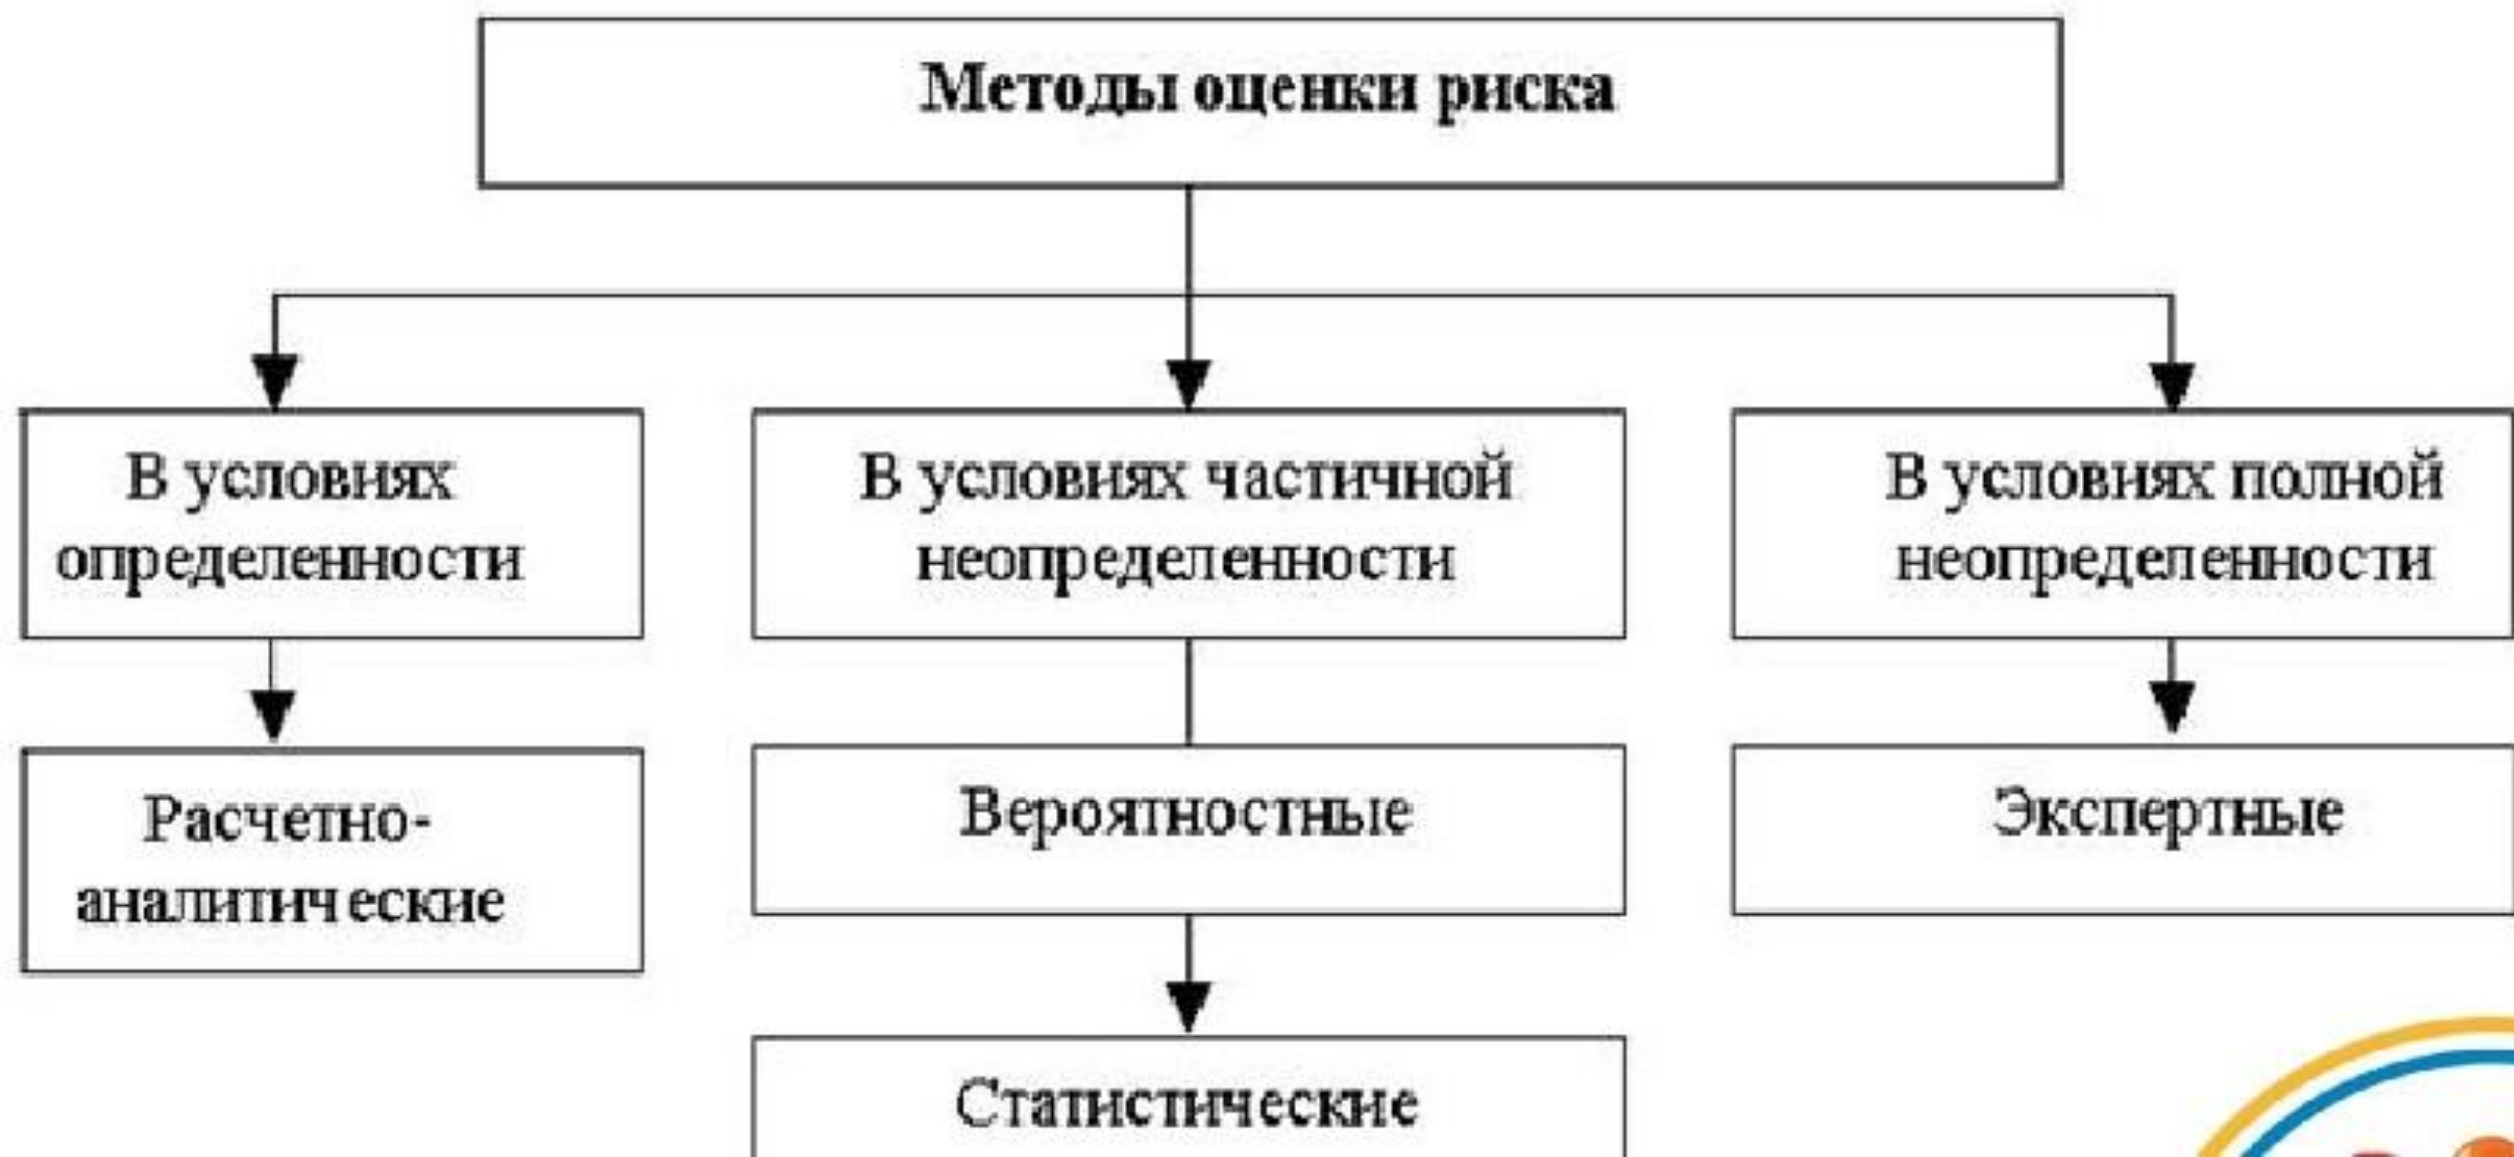 Методы оценки риска
В условиях
определенности
В условиях частичной
неопределенности
В условиях полной
неопределенности
Расчетно-
аналитические
Вероятностные
Экспертные
Статистические